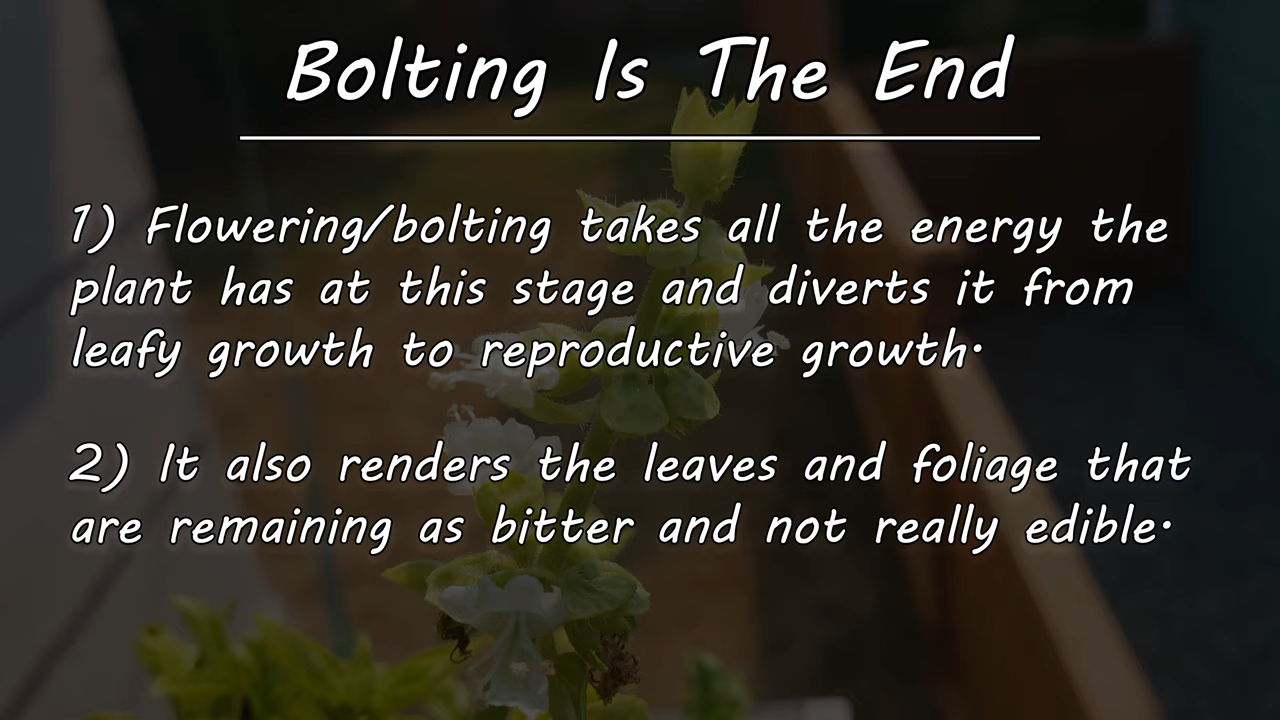 Bolting Is The End
1) Flowering/bolting takes all the energy the
plant has at this stage and diverts it from
leafy growth to reproductive growth.
2) It also renders the leaves and foliage that
are remaining as bitter and not really edible.